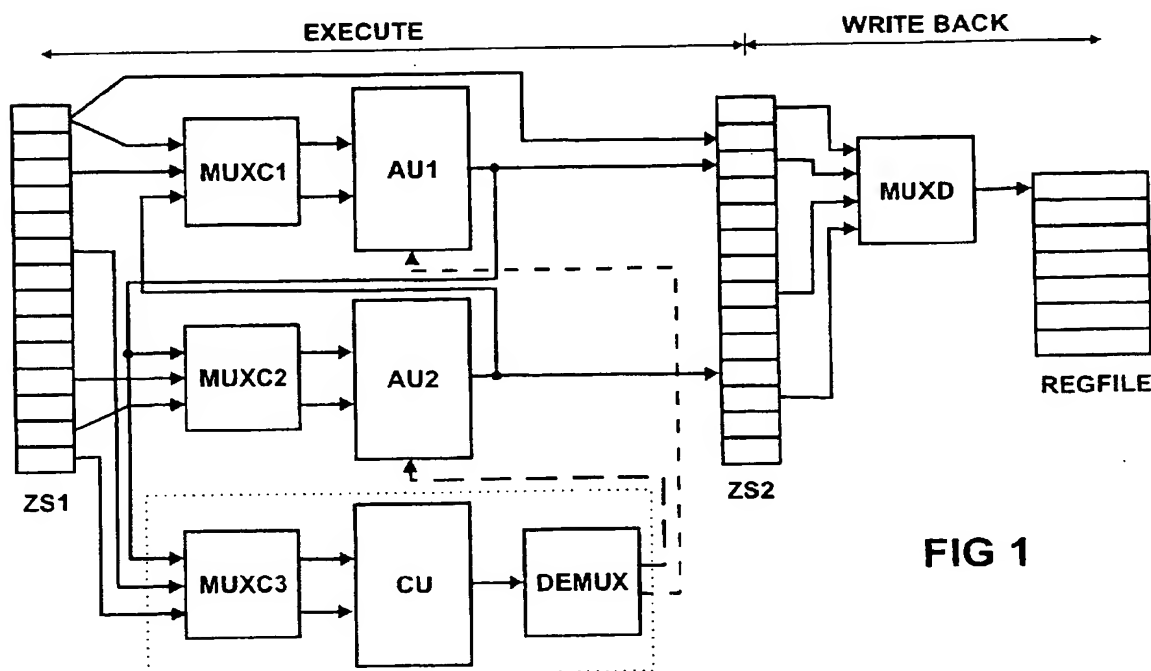 EXECUTE
WRITE BACK
MUXC1
AU1
MUXD
MUXC2
AU2
REGFILE
ZS1
ZS2
MUXC3
CU
DEMUX
FIG 1